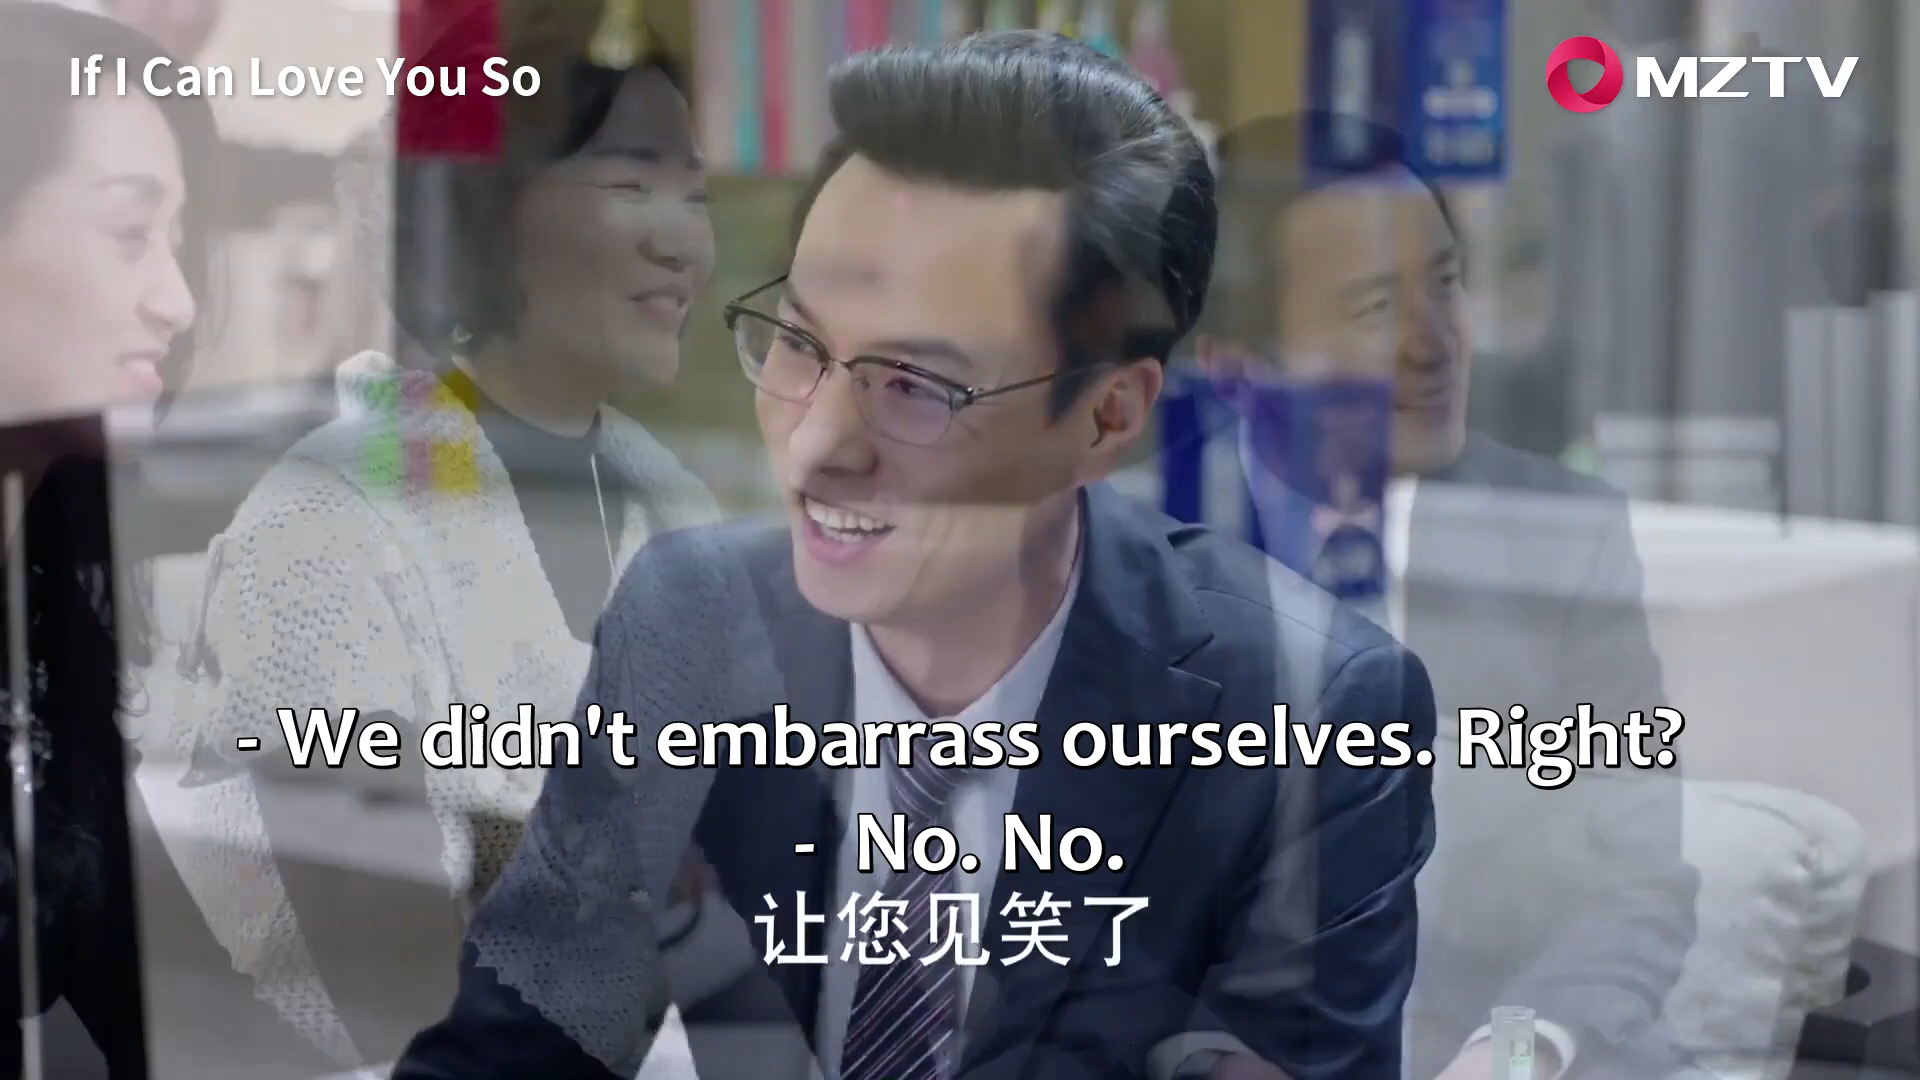 If I Can Love You So
MZTV
- We didn't embarrass ourselves. Right?
- No. No.
让您见笑了